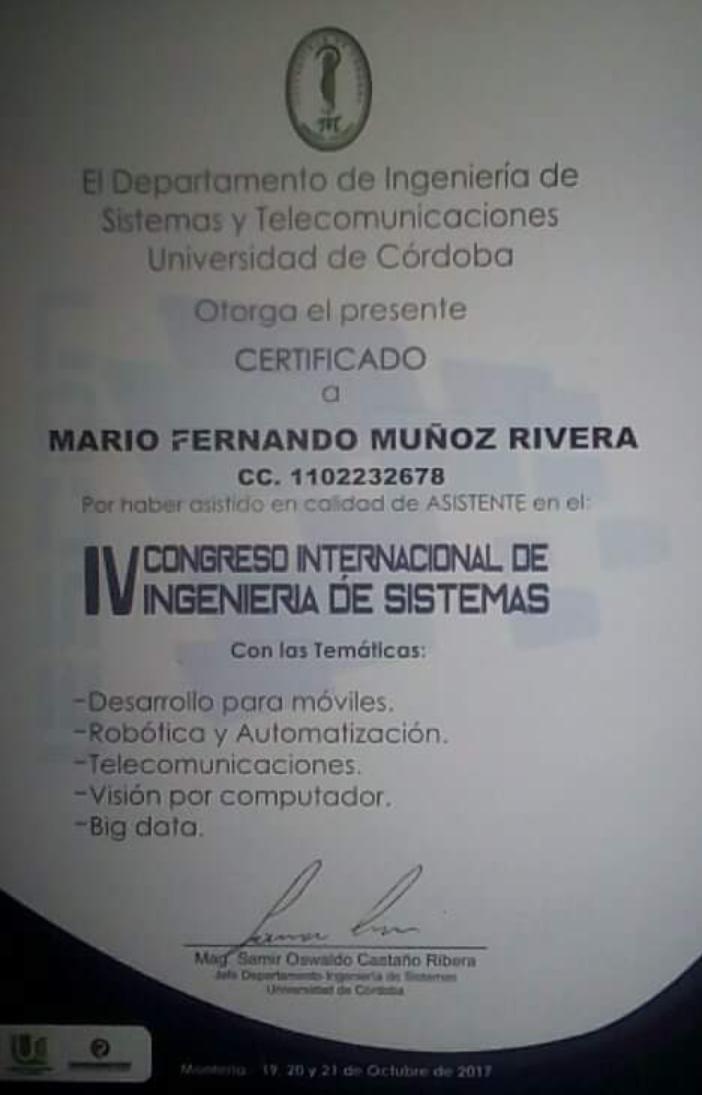 El Departamento de Ingeniería de
Sistemas y Telecomunicaciones
Universidad de Córdoba
Otorga el presente
CERTIFICADO
a
MARIO FERNANDO MUÑOZ RIVERA
CC. 1102232678
Por haber asistido en calidad de ASISTENTE en el:
IV CONGRESO INTERNACIONAL DE
INGENIERIA DE SISTEMAS
Con las Temáticas:
-Desarrollo para móviles.
-Robótica y Automatización.
-Telecomunicaciones.
-Visión por computador.
-Big data.
Mag. Samir Oswaldo Castaño Ribera
Jefe Departamento Ingeniería de Sistemas
Universidad de Córdoba
Montería, 19, 20 y 21 de Octubre de 2017